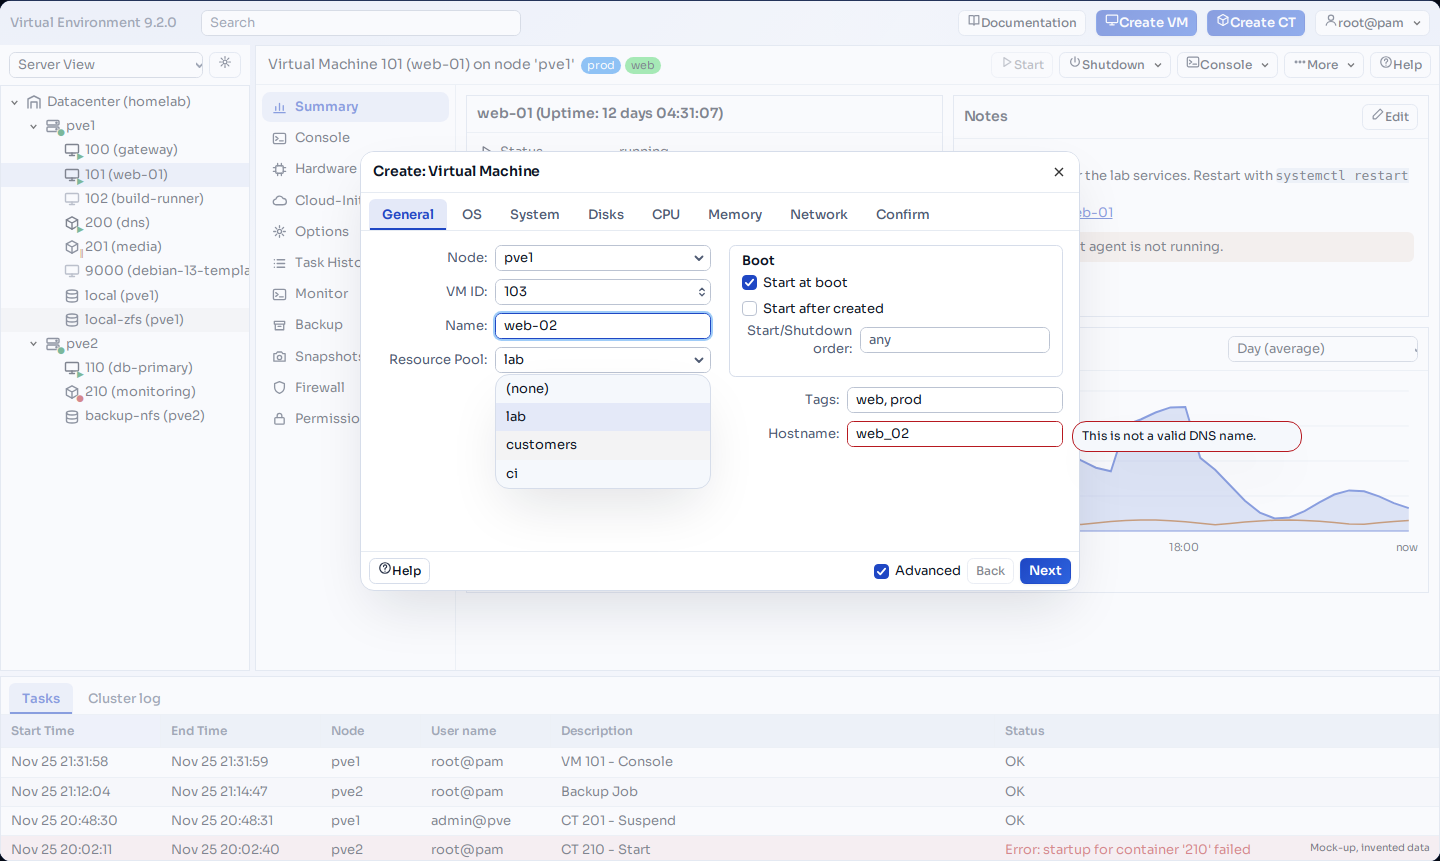 Virtual Environment 9.2.0
Search
Documentation
Create VM
Create CT
root@pam
Server View
Virtual Machine 101 (web-01) on node 'pve1'
prod
web
Start
Shutdown
Console
More
Help
Datacenter (homelab)
pve1
100 (gateway)
101 (web-01)
102 (build-runner)
200 (dns)
201 (media)
9000 (debian-13-templa
local (pve1)
local-zfs (pve1)
pve2
110 (db-primary)
210 (monitoring)
backup-nfs (pve2)
Summary
Console
Hardware
Cloud-Init
Options
Task Histo
Monitor
Backup
Snapshots
Firewall
Permissio
web-01 (Uptime: 12 days 04:31:07)
Status
running
Notes
Edit
r the lab services. Restart with systemctl restart
eb-01
t agent is not running.
Day (average)
18:00
now
Create: Virtual Machine
General
OS
System
Disks
CPU
Memory
Network
Confirm
Node:
pve1
VM ID:
103
Name:
web-02
Resource Pool:
lab
(none)
lab
customers
ci
Boot
Start at boot
Start after created
Start/Shutdown
order:
any
Tags:
web, prod
Hostname:
web_02
This is not a valid DNS name.
Help
Advanced
Back
Next
Tasks
Cluster log
Start Time End Time Node User name Description Status
Nov 25 21:31:58 Nov 25 21:31:59 pve1 root@pam VM 101 - Console OK
Nov 25 21:12:04 Nov 25 21:14:47 pve2 root@pam Backup Job OK
Nov 25 20:48:30 Nov 25 20:48:31 pve1 admin@pve CT 201 - Suspend OK
Nov 25 20:02:11 Nov 25 20:02:40 pve2 root@pam CT 210 - Start Error: startup for container '210' failed
Mock-up, Invented data